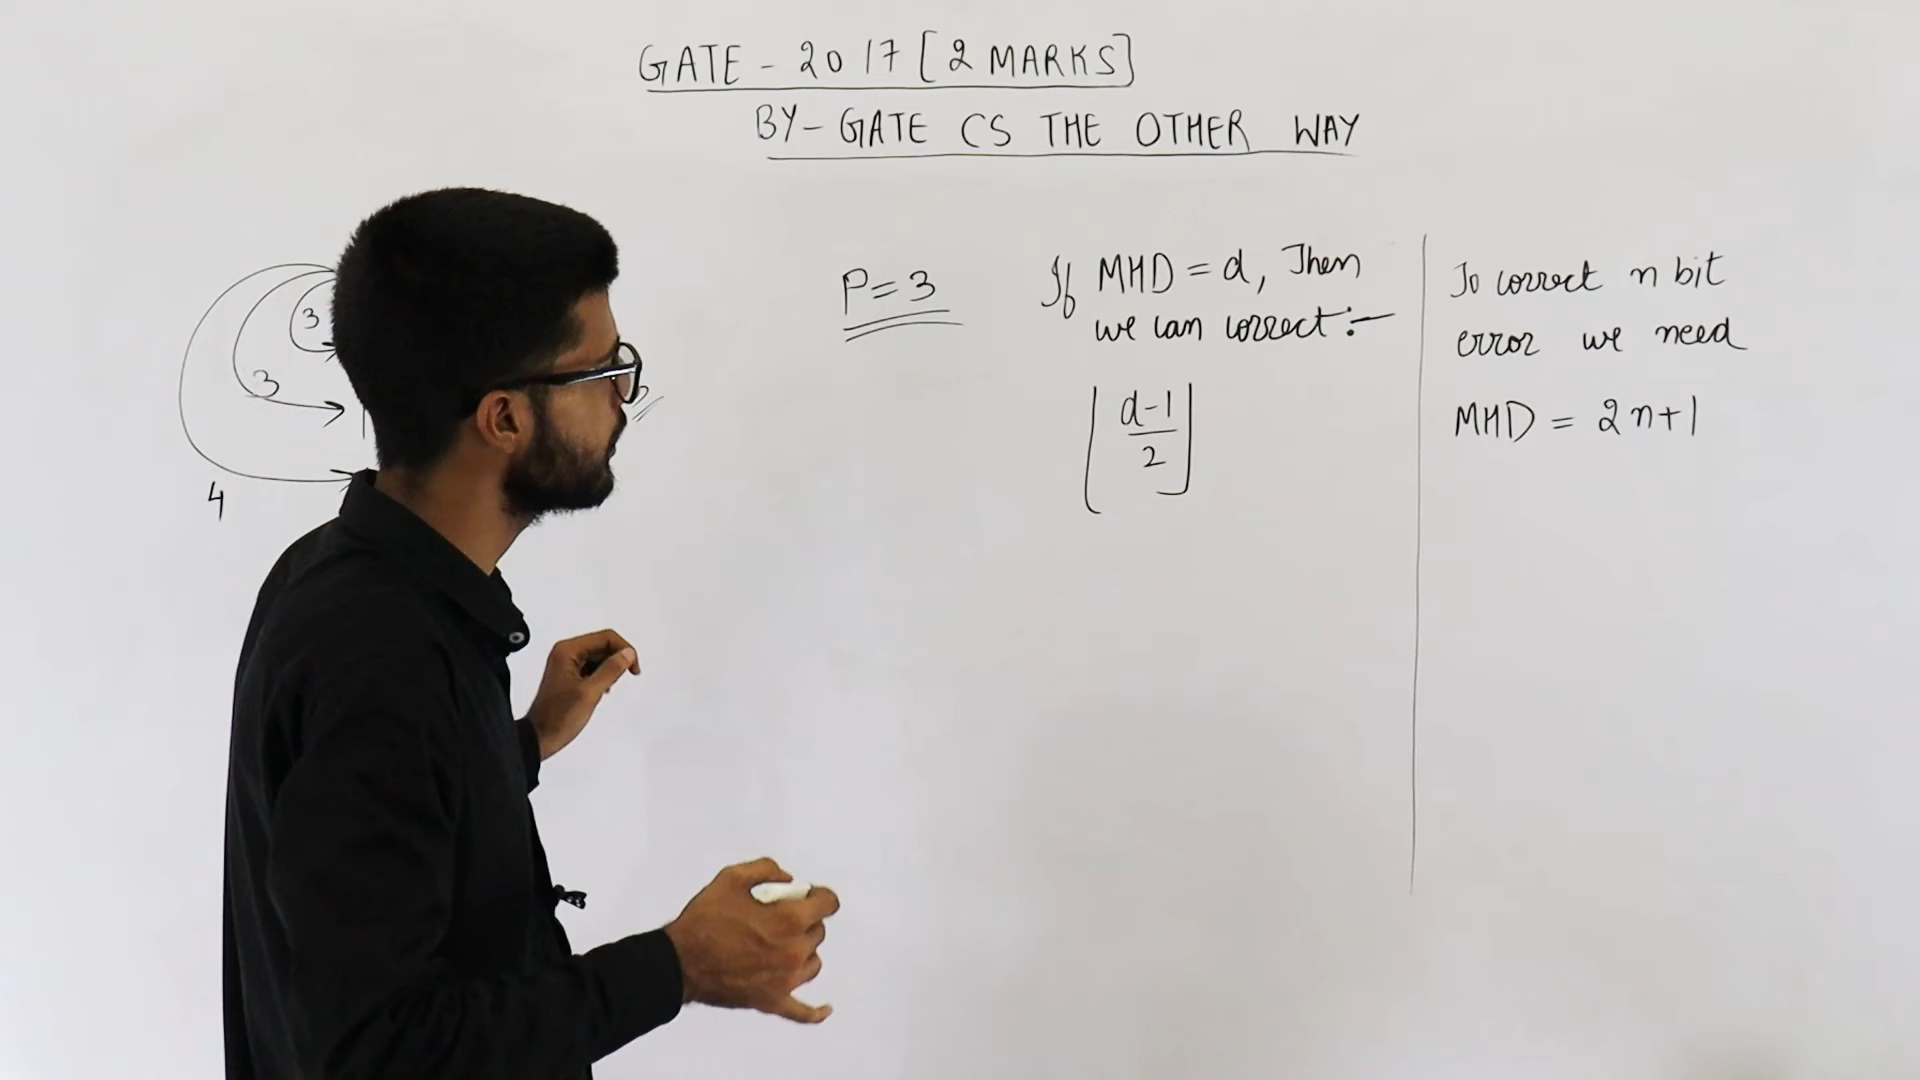 GATE - 2017 [2 MARKS]
BY - GATE CS THE OTHER WAY
3
3
4
P = 3
If MHD = d, Then
we can correct :-
⌊(d-1)/2⌋
To correct n bit
error we need
MHD = 2n+1